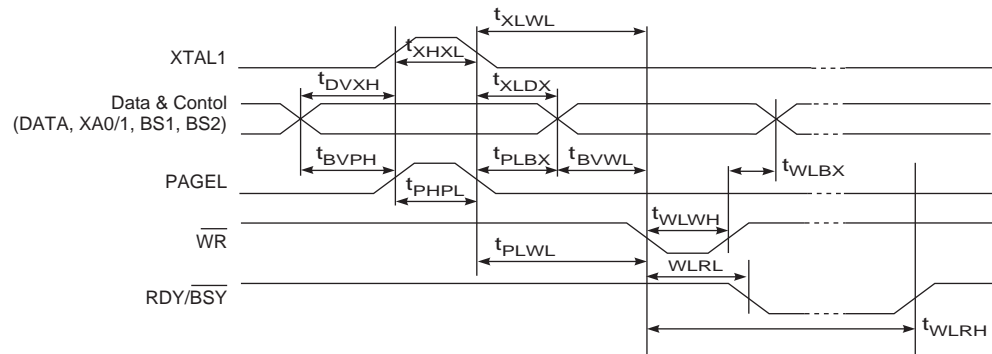 tXLWL
XTAL1
tXHXL
tDVXH
tXLDX
Data & Contol
(DATA, XA0/1, BS1, BS2)
tBVPH
tPLBX
tBVWL
tWLBX
PAGEL
tPHPL
tWLWH
WR
tPLWL
WLRL
RDY/BSY
tWLRH